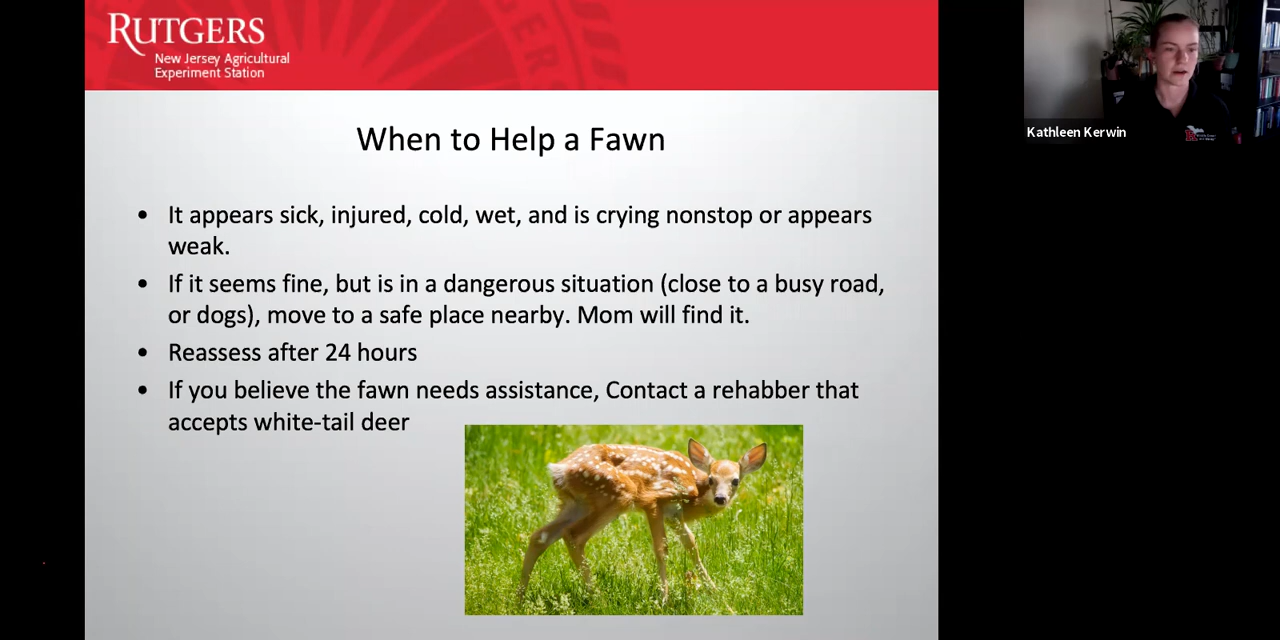 RUTGERS
New Jersey Agricultural
Experiment Station
When to Help a Fawn
• It appears sick, injured, cold, wet, and is crying nonstop or appears
weak.
• If it seems fine, but is in a dangerous situation (close to a busy road,
or dogs), move to a safe place nearby. Mom will find it.
• Reassess after 24 hours
• If you believe the fawn needs assistance, Contact a rehabber that
accepts white-tail deer
Kathleen Kerwin